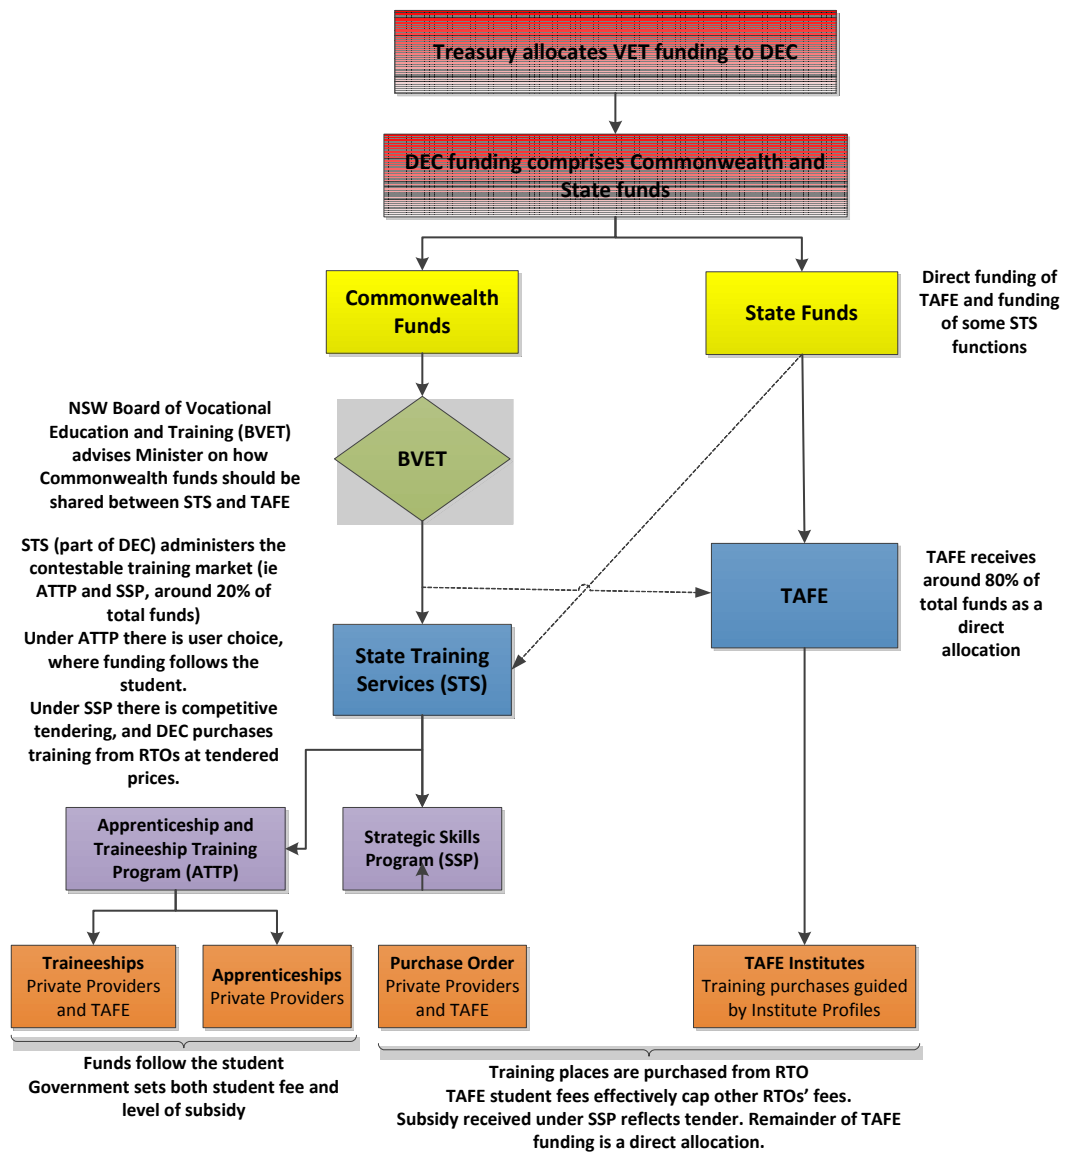 Treasury allocates VET funding to DEC
DEC funding comprises Commonwealth and
State funds
Commonwealth
Funds
State Funds
Direct funding of
TAFE and funding
of some STS
functions
NSW Board of Vocational
Education and Training (BVET)
advises Minister on how
Commonwealth funds should be
shared between STS and TAFE
BVET
STS (part of DEC) administers the
contestable training market (ie
ATTP and SSP, around 20% of
total funds)
Under ATTP there is user choice,
where funding follows the
student.
Under SSP there is competitive
tendering, and DEC purchases
training from RTOs at tendered
prices.
State Training
Services (STS)
TAFE
TAFE receives
around 80% of
total funds as a
direct
allocation
Apprenticeship and
Traineeship Training
Program (ATTP)
Strategic Skills
Program (SSP)
Traineeships
Private Providers
and TAFE
Apprenticeships
Private Providers
Purchase Order
Private Providers
and TAFE
TAFE Institutes
Training purchases guided
by Institute Profiles
Funds follow the student
Government sets both student fee and
level of subsidy
Training places are purchased from RTO
TAFE student fees effectively cap other RTOs’ fees.
Subsidy received under SSP reflects tender. Remainder of TAFE
funding is a direct allocation.